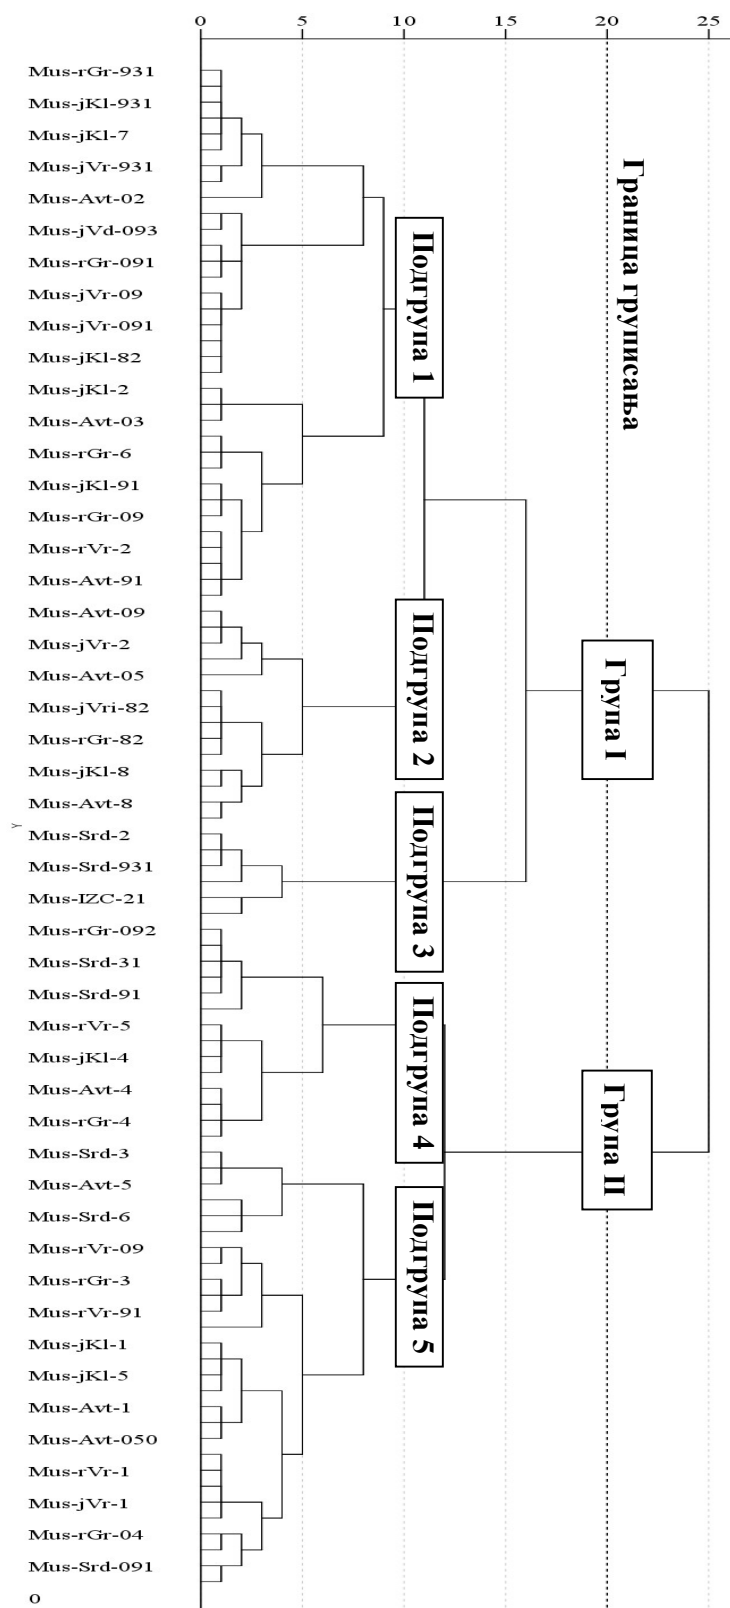 0 5 10 15 20 25
Mus-rGr-931
Mus-jKl-931
Mus-jKl-7
Mus-jVr-931
Mus-Avt-02
Mus-jVd-093
Mus-rGr-091
Mus-jVr-09
Mus-jVr-091
Mus-jKl-82
Mus-jKl-2
Mus-Avt-03
Mus-rGr-6
Mus-jKl-91
Mus-rGr-09
Mus-rVr-2
Mus-Avt-91
Mus-Avt-09
Mus-jVr-2
Mus-Avt-05
Mus-jVri-82
Mus-rGr-82
Mus-jKl-8
Mus-Avt-8
Mus-Srd-2
Mus-Srd-931
Mus-IZC-21
Mus-rGr-092
Mus-Srd-31
Mus-Srd-91
Mus-rVr-5
Mus-jKl-4
Mus-Avt-4
Mus-rGr-4
Mus-Srd-3
Mus-Avt-5
Mus-Srd-6
Mus-rVr-09
Mus-rGr-3
Mus-rVr-91
Mus-jKl-1
Mus-jKl-5
Mus-Avt-1
Mus-Avt-050
Mus-rVr-1
Mus-jVr-1
Mus-rGr-04
Mus-Srd-091
0
Y
Подгрупа 1
Подгрупа 2
Подгрупа 3
Подгрупа 4
Подгрупа 5
Граница груписања
Група I
Група II